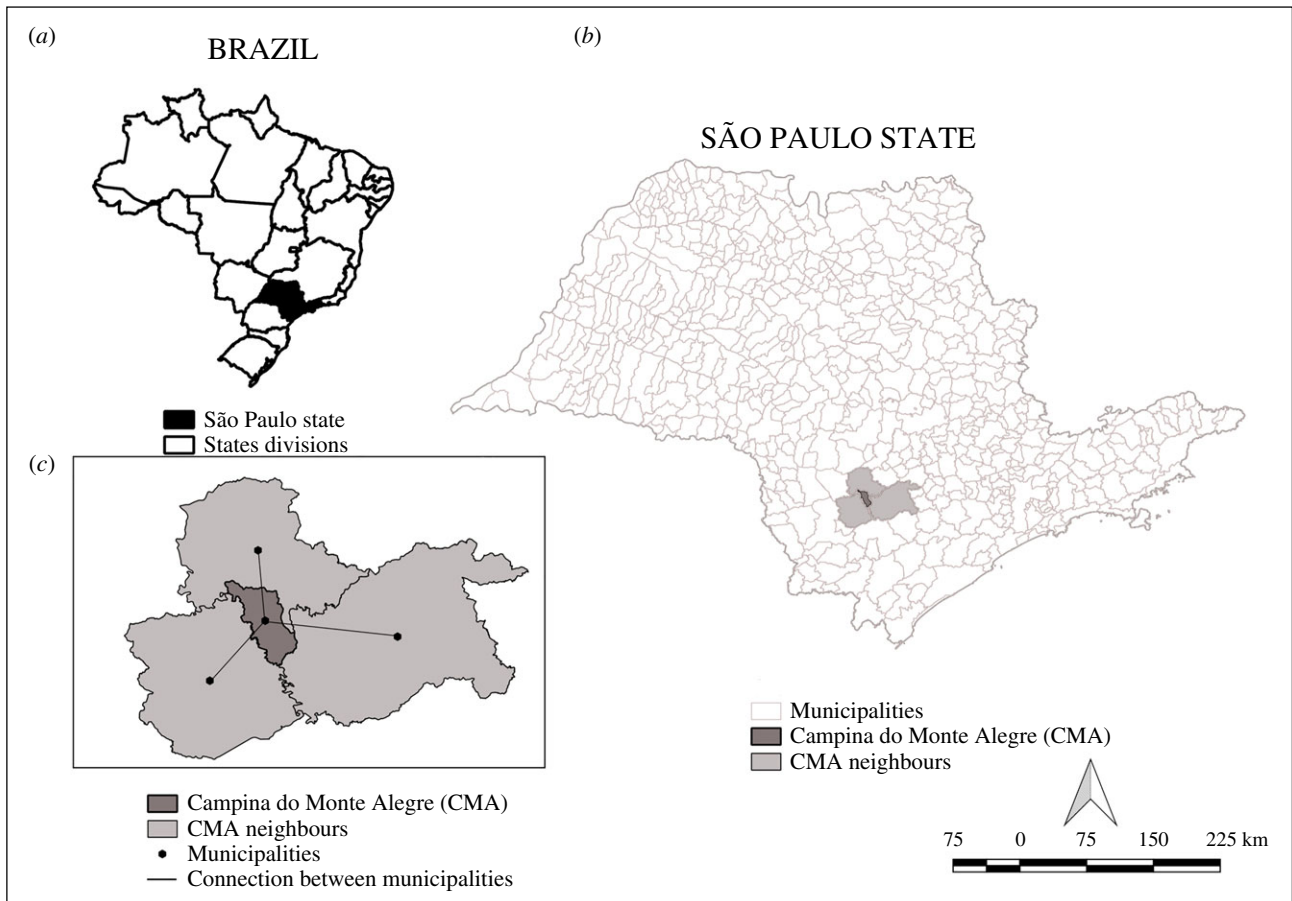 (a)
BRAZIL
São Paulo state
States divisions
(b)
SÃO PAULO STATE
Municipalities
Campina do Monte Alegre (CMA)
CMA neighbours
75 0 75 150 225 km
(c)
Campina do Monte Alegre (CMA)
CMA neighbours
Municipalities
Connection between municipalities